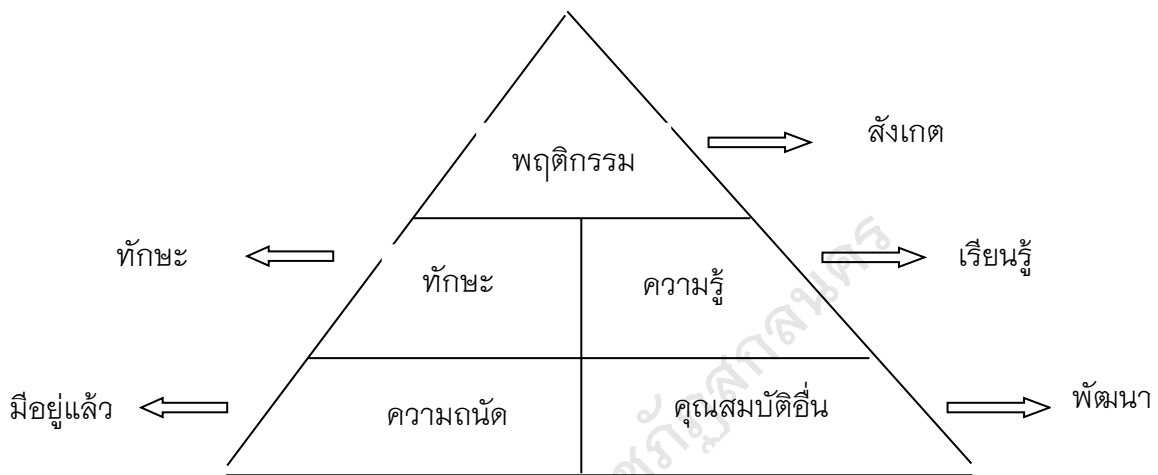 สังเกต
พฤติกรรม
ทักษะ
ทักษะ
ความรู้
เรียนรู้
มีอยู่แล้ว
ความถนัด
คุณสมบัติอื่น
พัฒนา